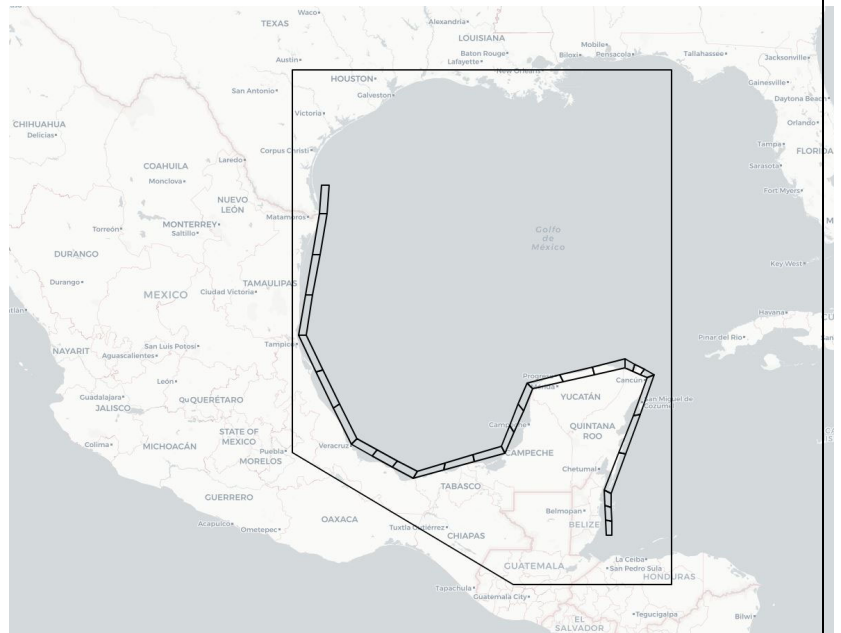 Waco
Alexandria
TEXAS
LOUISIANA
Mobile
Austin
Baton Rouge
Biloxi
Pensacola
Tallahassee
Jacksonville
Lafayette
New Orleans
HOUSTON
San Antonio
Galveston
Gainesville
Daytona Beach
Victoria
CHIHUAHUA
Delicias
Orlando
Corpus Christi
Tampa
FLORIDA
COAHUILA
Laredo
Sarasota
Monclova
Fort Myers
NUEVO
LEÓN
Matamoros
MONTERREY
Saltillo
Torreón
Golfo
de
México
DURANGO
Key West
Durango
TAMAULIPAS
MEXICO
Ciudad Victoria
Havana
Pinar del Río
NAYARIT
San Luis Potosí
Tampico
Aguascalientes
León
Cancún
Guadalajara
JALISCO
QUERÉTARO
YUCATÁN
San Miguel de
Cozumel
STATE OF
MEXICO
QUINTANA
ROO
Colima
MICHOACÁN
Puebla
MORELOS
Veracruz
CAMPECHE
Chetumal
TABASCO
GUERRERO
Belmopan
OAXACA
BELIZE
Acapulco
Ometepec
Tuxtla Gutiérrez
CHIAPAS
La Ceiba
San Pedro Sula
GUATEMALA
HONDURAS
Tapachula
Guatemala City
Tegucigalpa
Bilwi
EL
SALVADOR